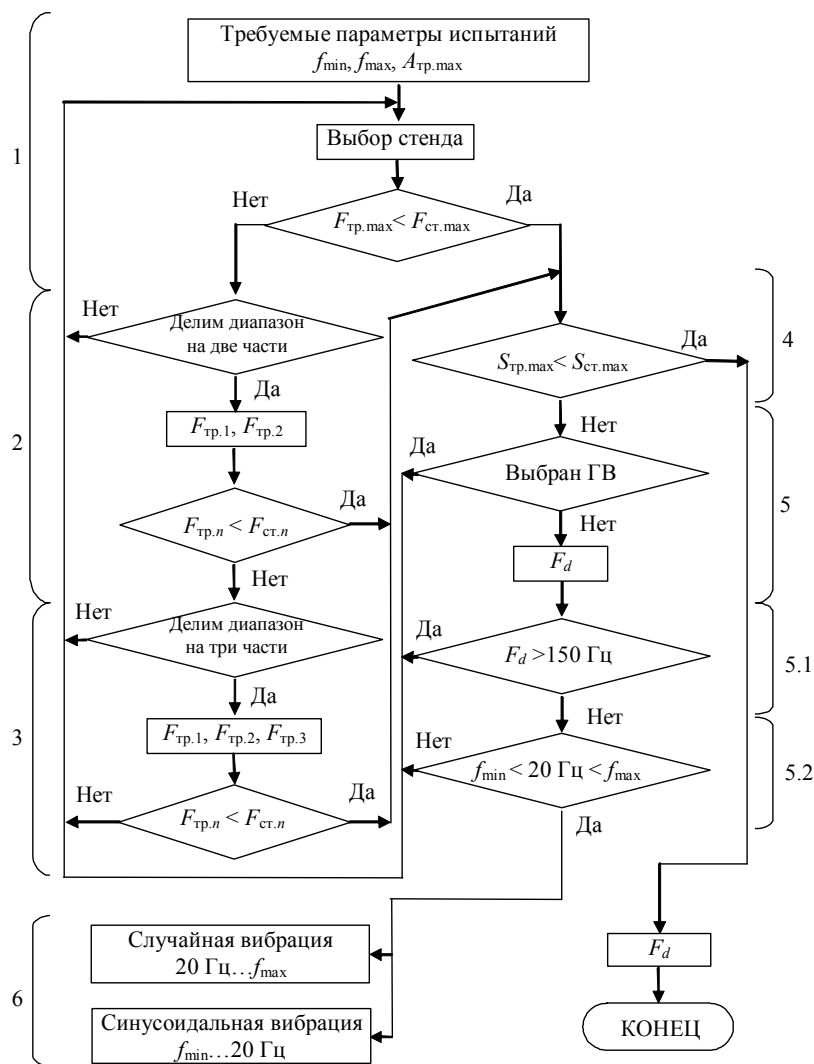 Требуемые параметры испытаний
fmin, fmax, Aтр.max
Выбор стенда
1
Нет
Да
Fтр.max< Fст.max
Нет
Делим диапазон
на две части
Да
Fтр.1, Fтр.2
2
Да
Fтр.n < Fст.n
Нет
Нет
Делим диапазон
на три части
Да
Fтр.1, Fтр.2, Fтр.3
3
Нет
Да
Fтр.n < Fст.n
Да
4
Sтр.max< Sст.max
Нет
Да
Выбран ГВ
5
Нет
Fd
Да
Fd >150 Гц
5.1
Нет
Нет
fmin < 20 Гц < fmax
5.2
Да
Случайная вибрация
20 Гц…fmax
6
Синусоидальная вибрация
fmin…20 Гц
Fd
КОНЕЦ